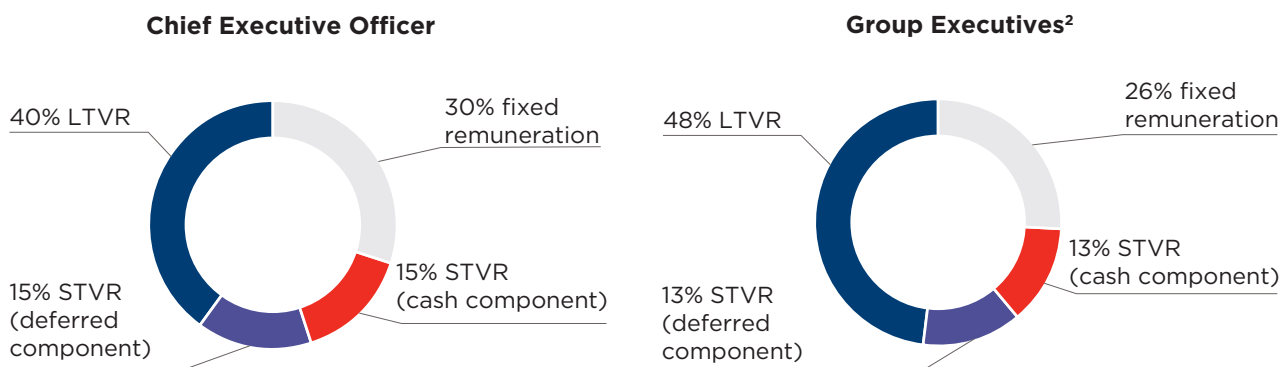 Chief Executive Officer
40% LTVR
30% fixed
remuneration
15% STVR
(cash component)
15% STVR
(deferred
component)
Group Executives²
48% LTVR
26% fixed
remuneration
13% STVR
(cash component)
13% STVR
(deferred
component)